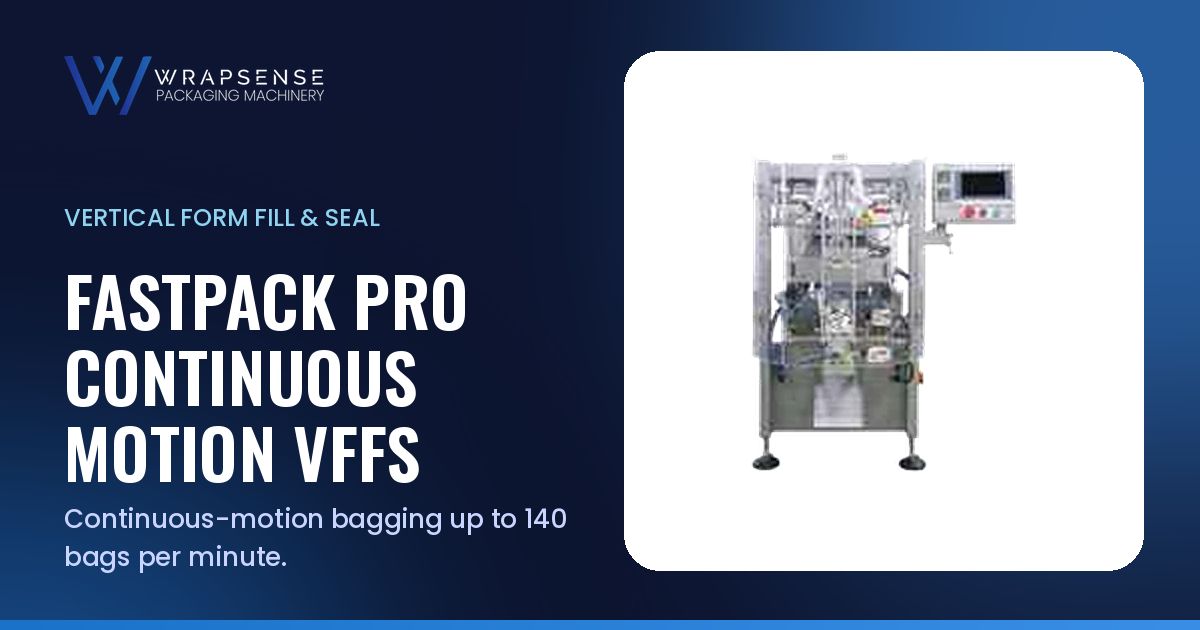 WRAPSENSE
PACKAGING MACHINERY
VERTICAL FORM FILL & SEAL
FASTPACK PRO
CONTINUOUS
MOTION VFFS
Continuous-motion bagging up to 140
bags per minute.